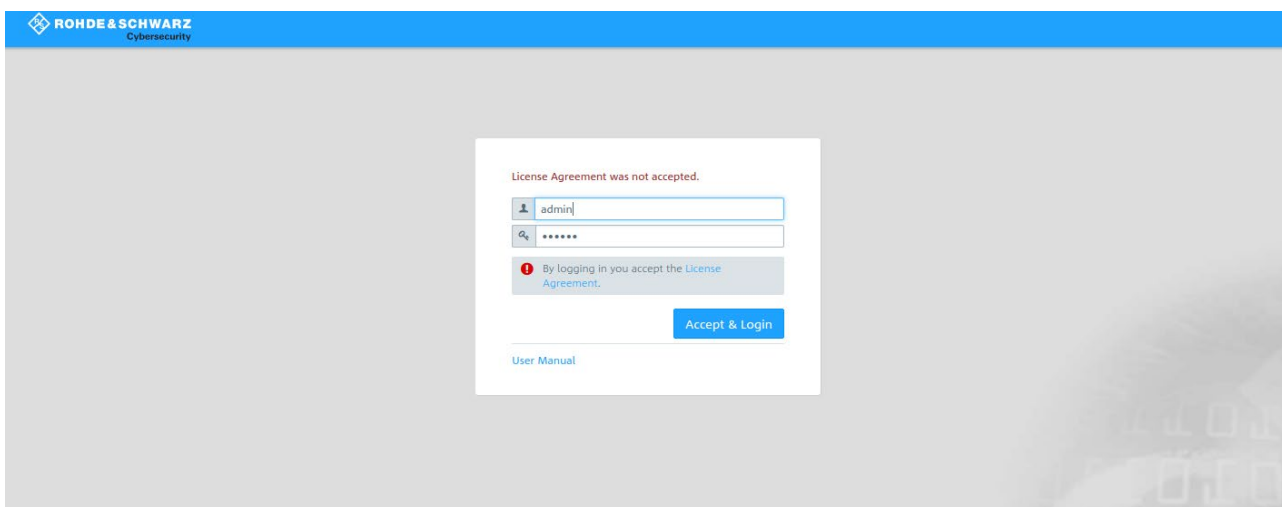 ROHDE & SCHWARZ
Cybersecurity
License Agreement was not accepted.
admin
••••••
By logging in you accept the License
Agreement.
Accept & Login
User Manual